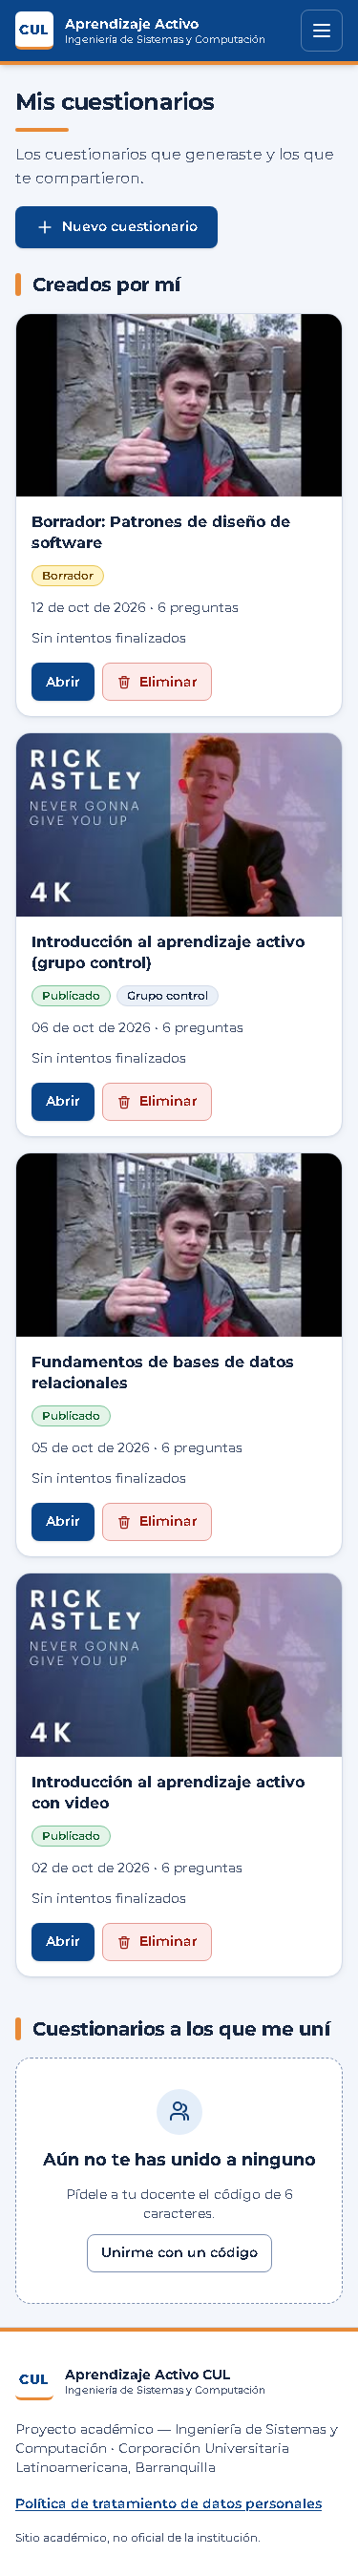 CUL
Aprendizaje Activo
Ingeniería de Sistemas y Computación
Mis cuestionarios
Los cuestionarios que generaste y los que
te compartieron.
Nuevo cuestionario
Creados por mí
Borrador: Patrones de diseño de
software
Borrador
12 de oct de 2026 · 6 preguntas
Sin intentos finalizados
Abrir
Eliminar
RICK
ASTLEY
NEVER GONNA
GIVE YOU UP
4K
Introducción al aprendizaje activo
(grupo control)
Publicado
Grupo control
06 de oct de 2026 · 6 preguntas
Sin intentos finalizados
Abrir
Eliminar
Fundamentos de bases de datos
relacionales
Publicado
05 de oct de 2026 · 6 preguntas
Sin intentos finalizados
Abrir
Eliminar
RICK
ASTLEY
NEVER GONNA
GIVE YOU UP
4K
Introducción al aprendizaje activo
con video
Publicado
02 de oct de 2026 · 6 preguntas
Sin intentos finalizados
Abrir
Eliminar
Cuestionarios a los que me uní
Aún no te has unido a ninguno
Pídele a tu docente el código de 6
caracteres.
Unirme con un código
CUL
Aprendizaje Activo CUL
Ingeniería de Sistemas y Computación
Proyecto académico — Ingeniería de Sistemas y
Computación · Corporación Universitaria
Latinoamericana, Barranquilla
Política de tratamiento de datos personales
Sitio académico, no oficial de la institución.